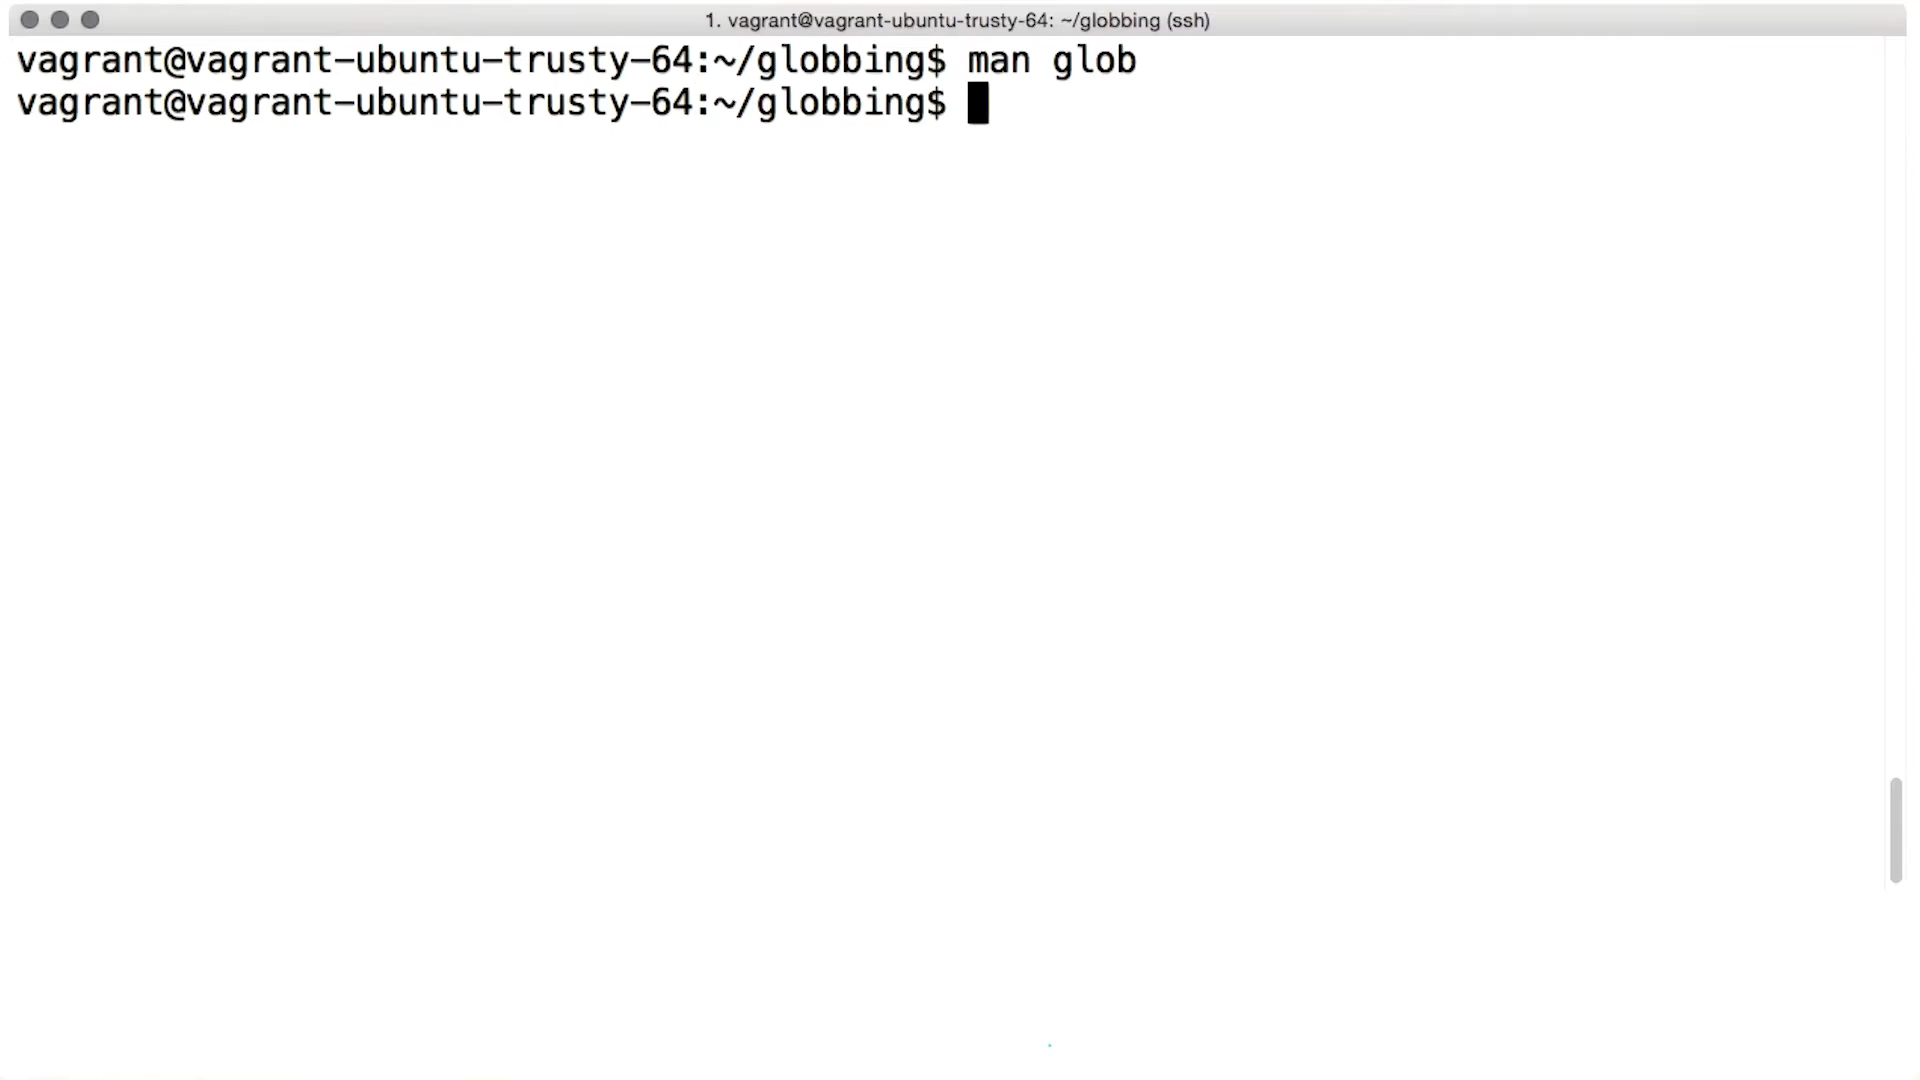 1. vagrant@vagrant-ubuntu-trusty-64: ~/globbing (ssh)
vagrant@vagrant-ubuntu-trusty-64:~/globbing$ man glob
vagrant@vagrant-ubuntu-trusty-64:~/globbing$